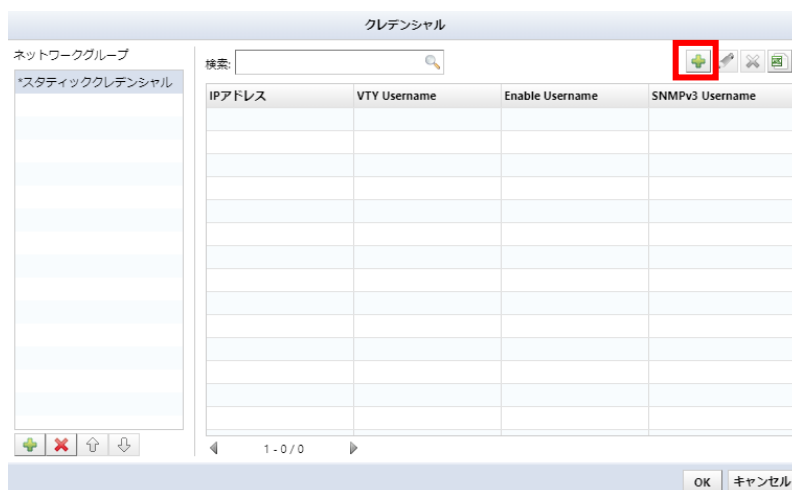 クレデンシャル
ネットワークグループ
*スタティッククレデンシャル
検索:
IPアドレス VTY Username Enable Username SNMPv3 Username
1 - 0 / 0
OK キャンセル